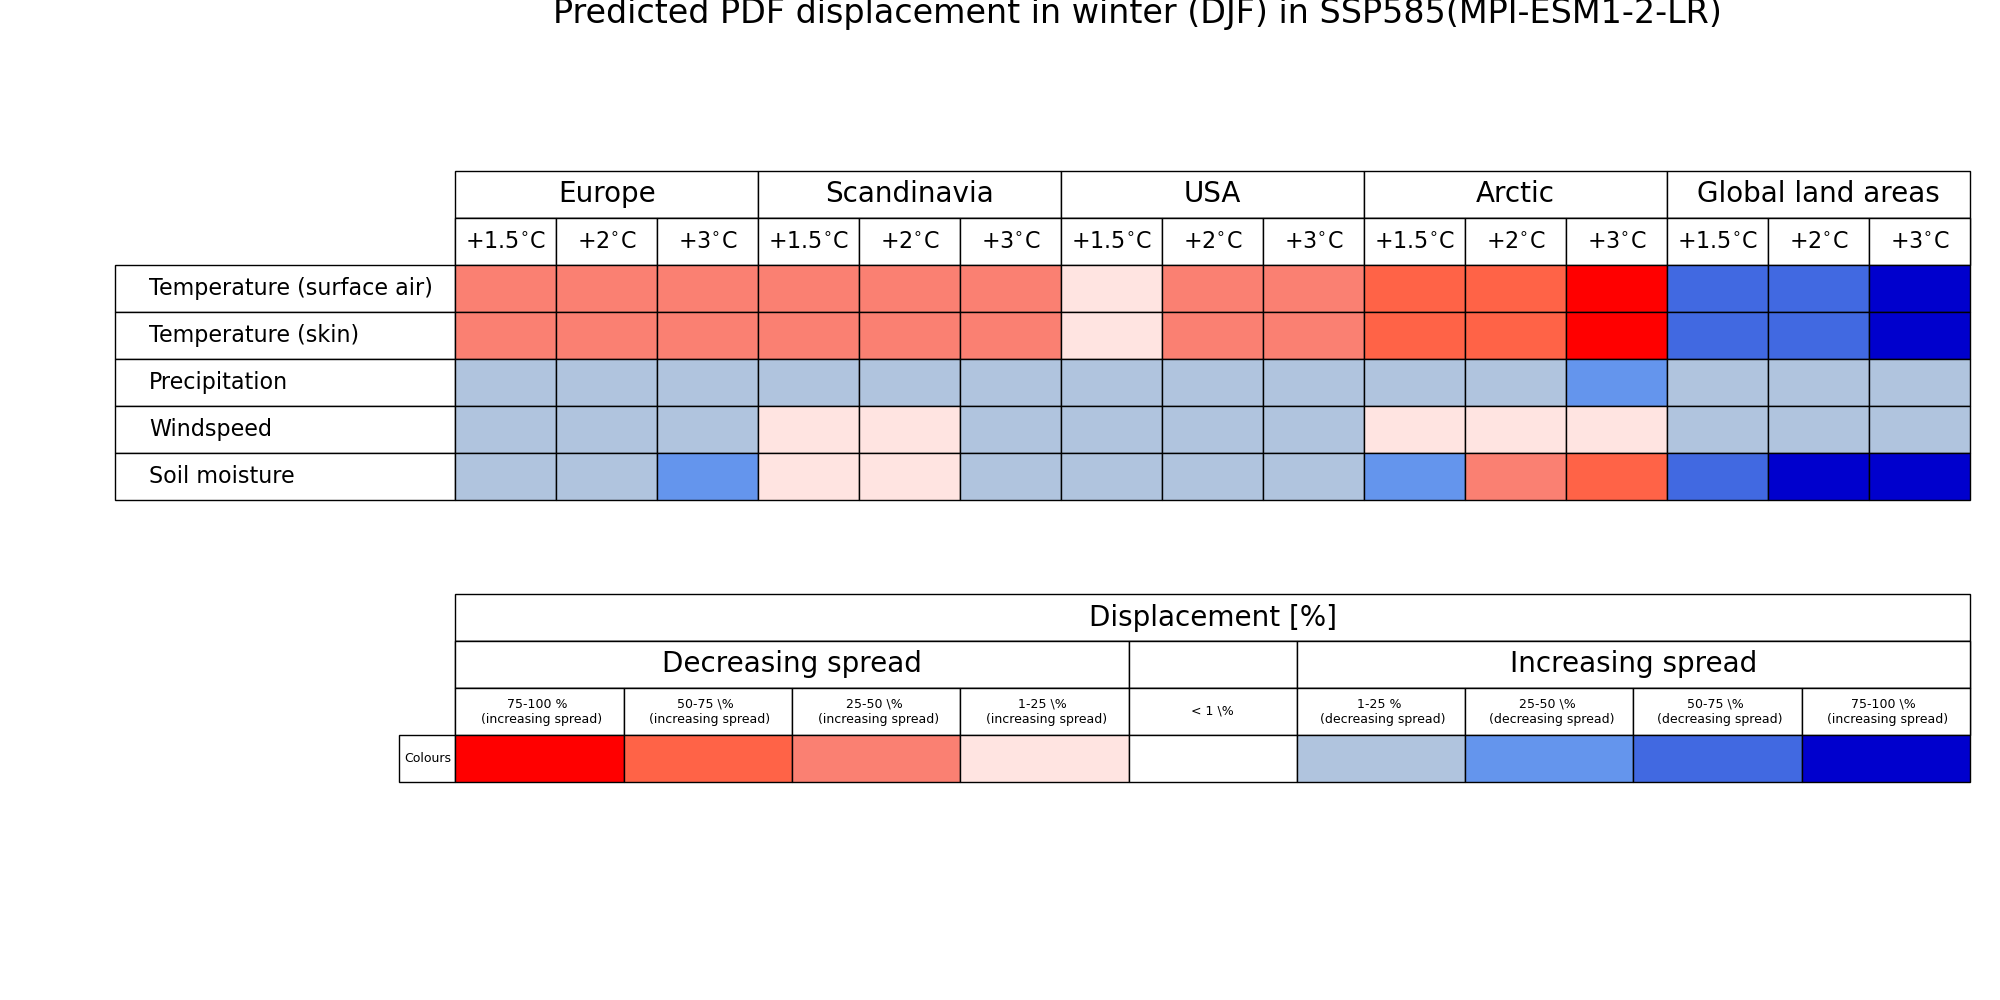 Predicted PDF displacement in winter (DJF) in SSP585(MPI-ESM1-2-LR)
Europe Scandinavia USA Arctic Global land areas
+1.5°C +2°C +3°C +1.5°C +2°C +3°C +1.5°C +2°C +3°C +1.5°C +2°C +3°C +1.5°C +2°C +3°C
Temperature (surface air)
Temperature (skin)
Precipitation
Windspeed
Soil moisture
Displacement [%]
Decreasing spread Increasing spread
75-100 % 50-75 \% 25-50 \% 1-25 \% < 1 \% 1-25 % 25-50 \% 50-75 \% 75-100 \%
(increasing spread) (increasing spread) (increasing spread) (increasing spread) (decreasing spread) (decreasing spread) (decreasing spread) (increasing spread)
Colours